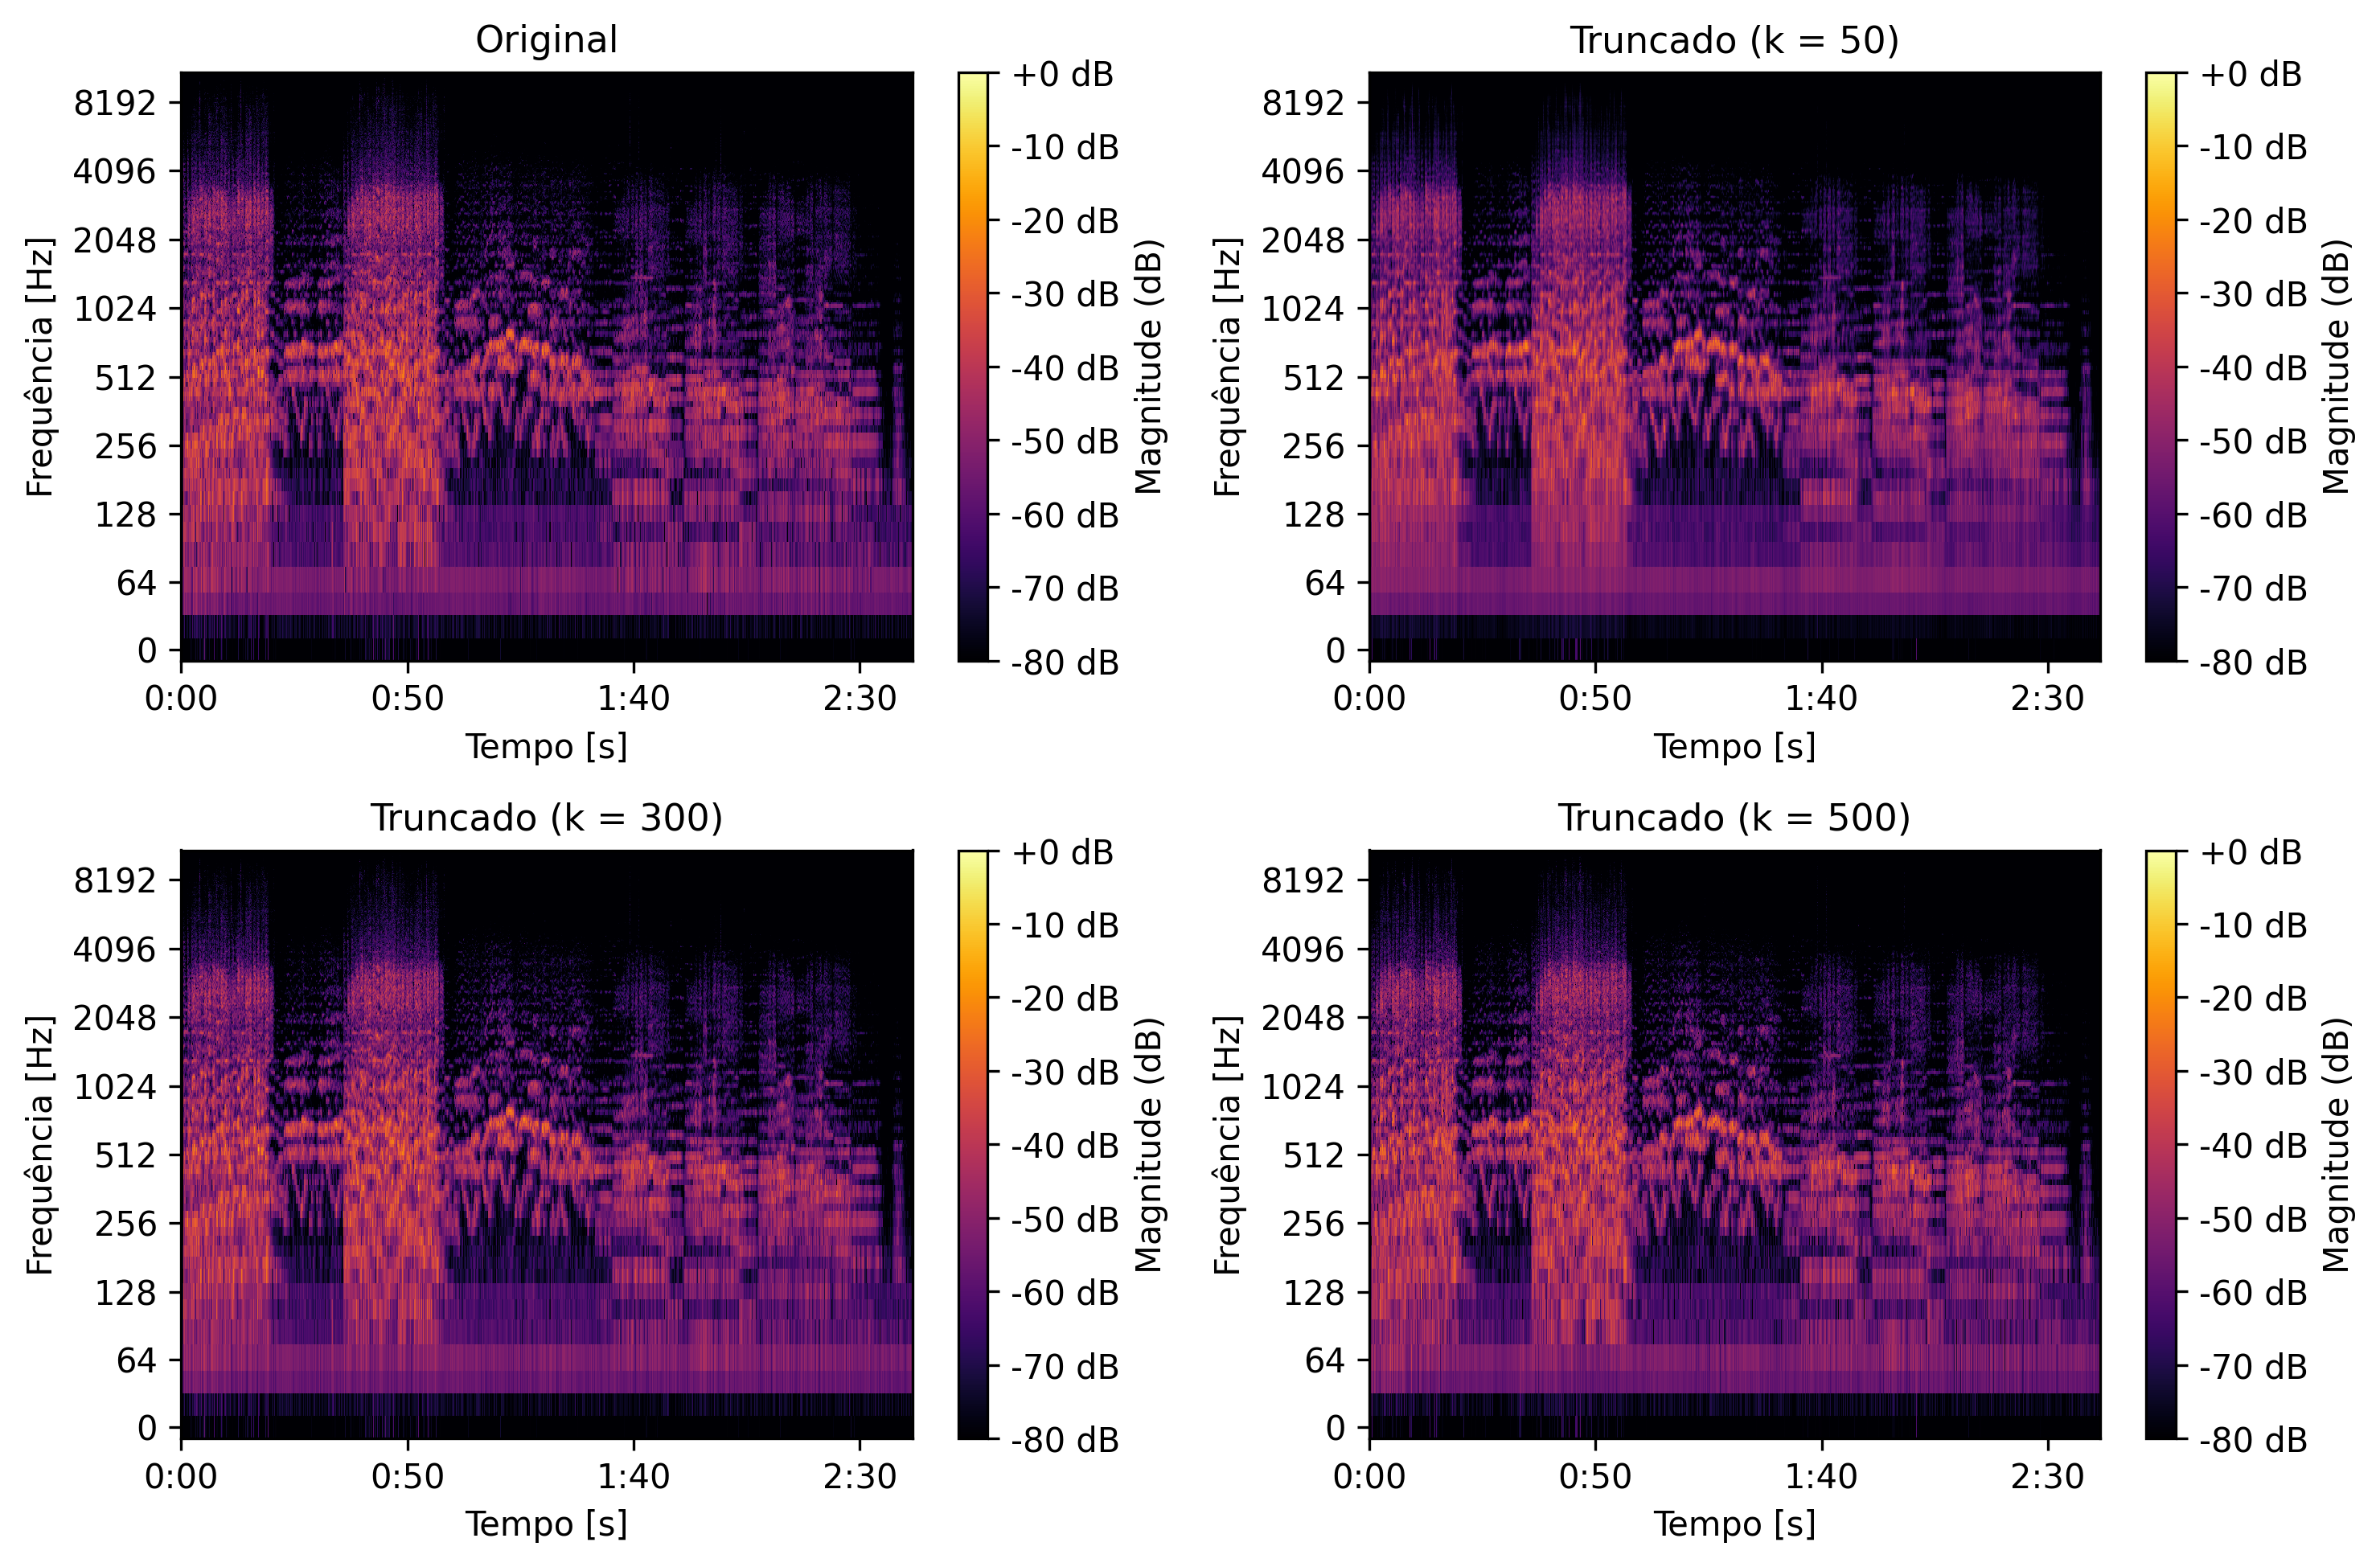 Original
Frequência [Hz]
8192
4096
2048
1024
512
256
128
64
0
0:00 0:50 1:40 2:30
Tempo [s]
+0 dB
-10 dB
-20 dB
-30 dB
-40 dB
-50 dB
-60 dB
-70 dB
-80 dB
Magnitude (dB)
Truncado (k = 50)
Frequência [Hz]
8192
4096
2048
1024
512
256
128
64
0
0:00 0:50 1:40 2:30
Tempo [s]
+0 dB
-10 dB
-20 dB
-30 dB
-40 dB
-50 dB
-60 dB
-70 dB
-80 dB
Magnitude (dB)
Truncado (k = 300)
Frequência [Hz]
8192
4096
2048
1024
512
256
128
64
0
0:00 0:50 1:40 2:30
Tempo [s]
+0 dB
-10 dB
-20 dB
-30 dB
-40 dB
-50 dB
-60 dB
-70 dB
-80 dB
Magnitude (dB)
Truncado (k = 500)
Frequência [Hz]
8192
4096
2048
1024
512
256
128
64
0
0:00 0:50 1:40 2:30
Tempo [s]
+0 dB
-10 dB
-20 dB
-30 dB
-40 dB
-50 dB
-60 dB
-70 dB
-80 dB
Magnitude (dB)